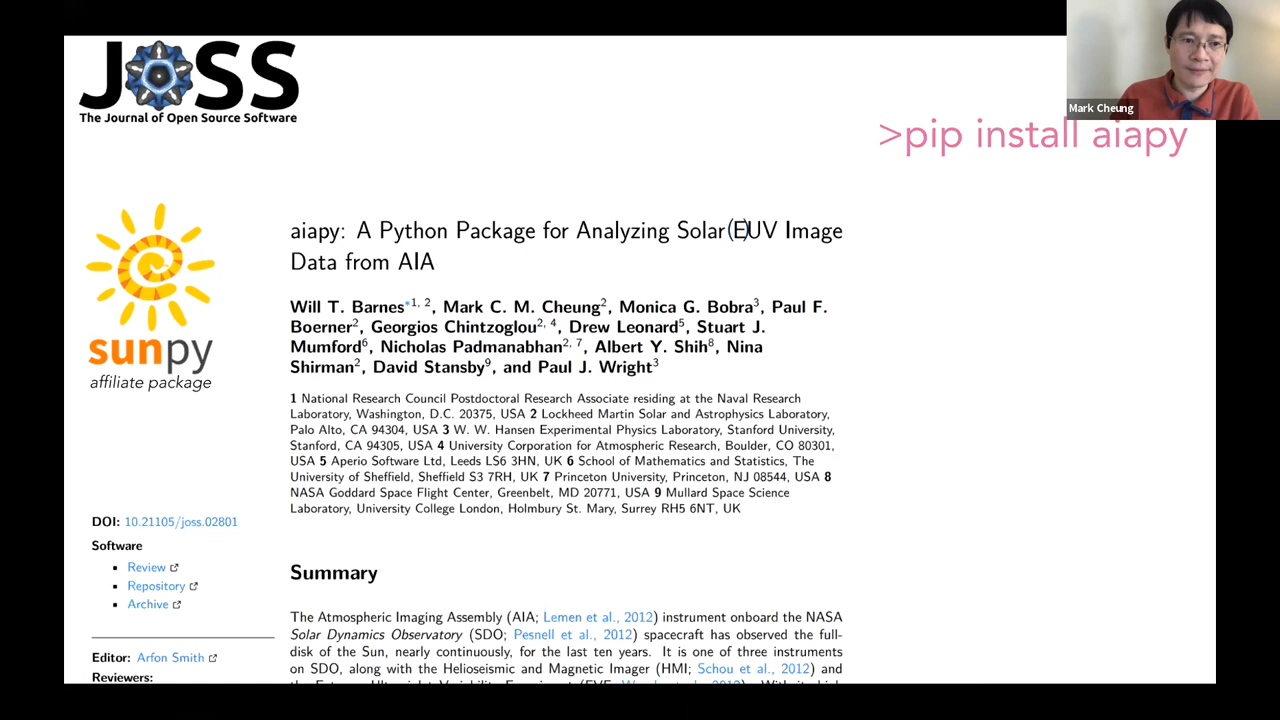 JOSS
The Journal of Open Source Software
Mark Cheung
>pip install aiapy
sunpy
affiliate package
aiapy: A Python Package for Analyzing Solar (E)UV Image
Data from AIA
Will T. Barnes*1, 2, Mark C. M. Cheung2, Monica G. Bobra3, Paul F.
Boerner2, Georgios Chintzoglou2, 4, Drew Leonard5, Stuart J.
Mumford6, Nicholas Padmanabhan2, 7, Albert Y. Shih8, Nina
Shirman2, David Stansby9, and Paul J. Wright3
1 National Research Council Postdoctoral Research Associate residing at the Naval Research
Laboratory, Washington, D.C. 20375, USA 2 Lockheed Martin Solar and Astrophysics Laboratory,
Palo Alto, CA 94304, USA 3 W. W. Hansen Experimental Physics Laboratory, Stanford University,
Stanford, CA 94305, USA 4 University Corporation for Atmospheric Research, Boulder, CO 80301,
USA 5 Aperio Software Ltd, Leeds LS6 3HN, UK 6 School of Mathematics and Statistics, The
University of Sheffield, Sheffield S3 7RH, UK 7 Princeton University, Princeton, NJ 08544, USA 8
NASA Goddard Space Flight Center, Greenbelt, MD 20771, USA 9 Mullard Space Science
Laboratory, University College London, Holmbury St. Mary, Surrey RH5 6NT, UK
DOI: 10.21105/joss.02801
Software
• Review
• Repository
• Archive
Editor: Arfon Smith
Reviewers:
Summary
The Atmospheric Imaging Assembly (AIA; Lemen et al., 2012) instrument onboard the NASA
Solar Dynamics Observatory (SDO; Pesnell et al., 2012) spacecraft has observed the full-
disk of the Sun, nearly continuously, for the last ten years. It is one of three instruments
on SDO, along with the Helioseismic and Magnetic Imager (HMI; Schou et al., 2012) and